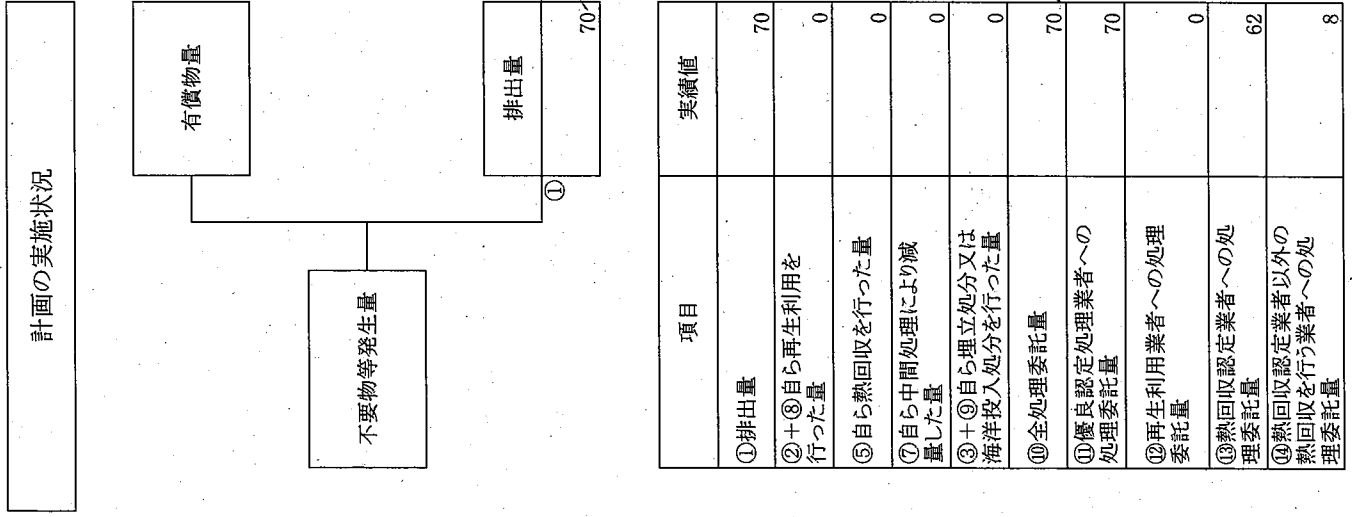 計画の実施状況
不要物等発生量
有償物量
①
排出量
70
項目
実績値
①排出量
70
②+⑧自ら再生利用を
行った量
0
⑤自ら熱回収を行った量
0
⑦自ら中間処理により減
量した量
0
③+⑨自ら埋立処分又は
海洋投入処分を行った量
0
⑩全処理委託量
70
⑪優良認定処理業者への
処理委託量
70
⑫再生利用業者への処理
委託量
0
⑬熱回収認定業者への処
理委託量
62
⑭熱回収認定業者以外の
熱回収を行う業者への処
理委託量
8